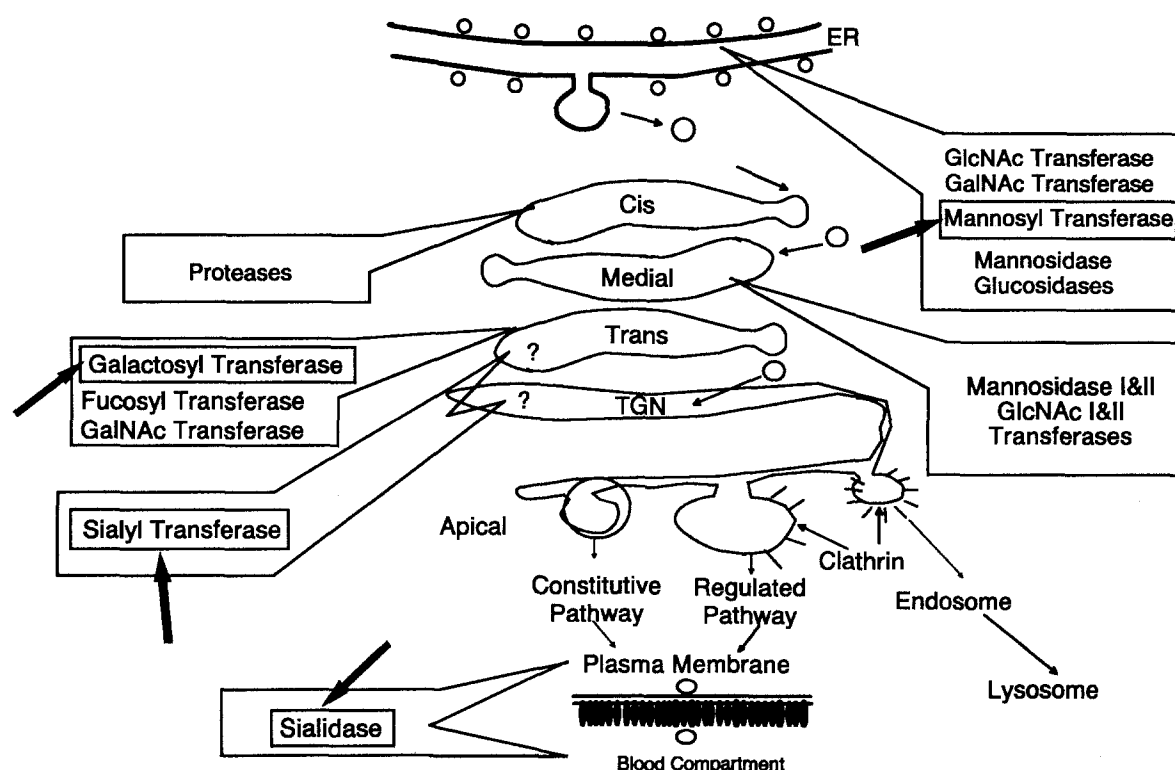 ER
GlcNAc Transferase
GalNAc Transferase
Mannosyl Transferase
Mannosidase
Glucosidases
Cis
Proteases
Medial
Trans
?
Galactosyl Transferase
Fucosyl Transferase
GalNAc Transferase
?
TGN
Mannosidase I&II
GlcNAc I&II
Transferases
Sialyl Transferase
Apical
Clathrin
Constitutive
Pathway
Regulated
Pathway
Endosome
Plasma Membrane
Lysosome
Sialidase
Blood Compartment